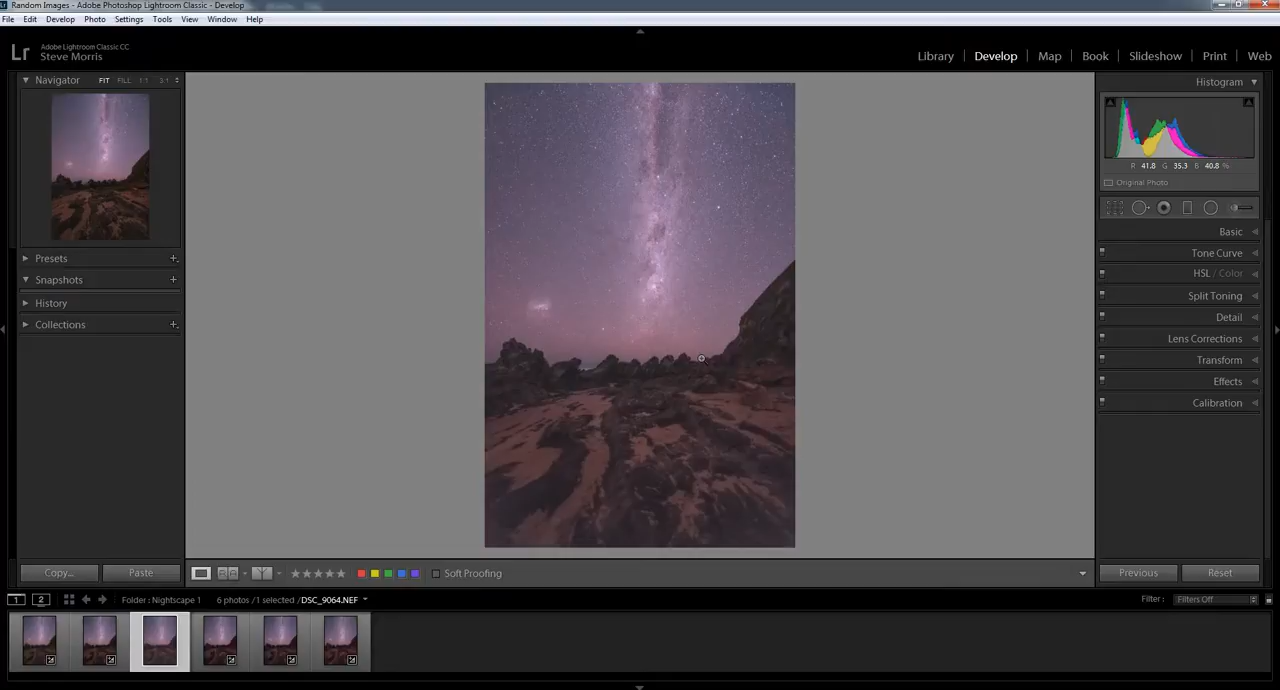 Random Images - Adobe Photoshop Lightroom Classic - Develop
File Edit Develop Photo Settings Tools View Window Help
Lr
Adobe Lightroom Classic CC
Steve Morris
Library | Develop | Map | Book | Slideshow | Print | Web
Navigator FIT FILL 1:1 3:1
Presets
Snapshots
History
Collections
Histogram
R 41.8 G 35.3 B 40.8 %
Original Photo
Basic
Tone Curve
HSL / Color
Split Toning
Detail
Lens Corrections
Transform
Effects
Calibration
Copy... Paste
Soft Proofing
Previous Reset
1 2 Folder : Nightscape 1 6 photos / 1 selected / DSC_9064.NEF
Filter : Filters Off